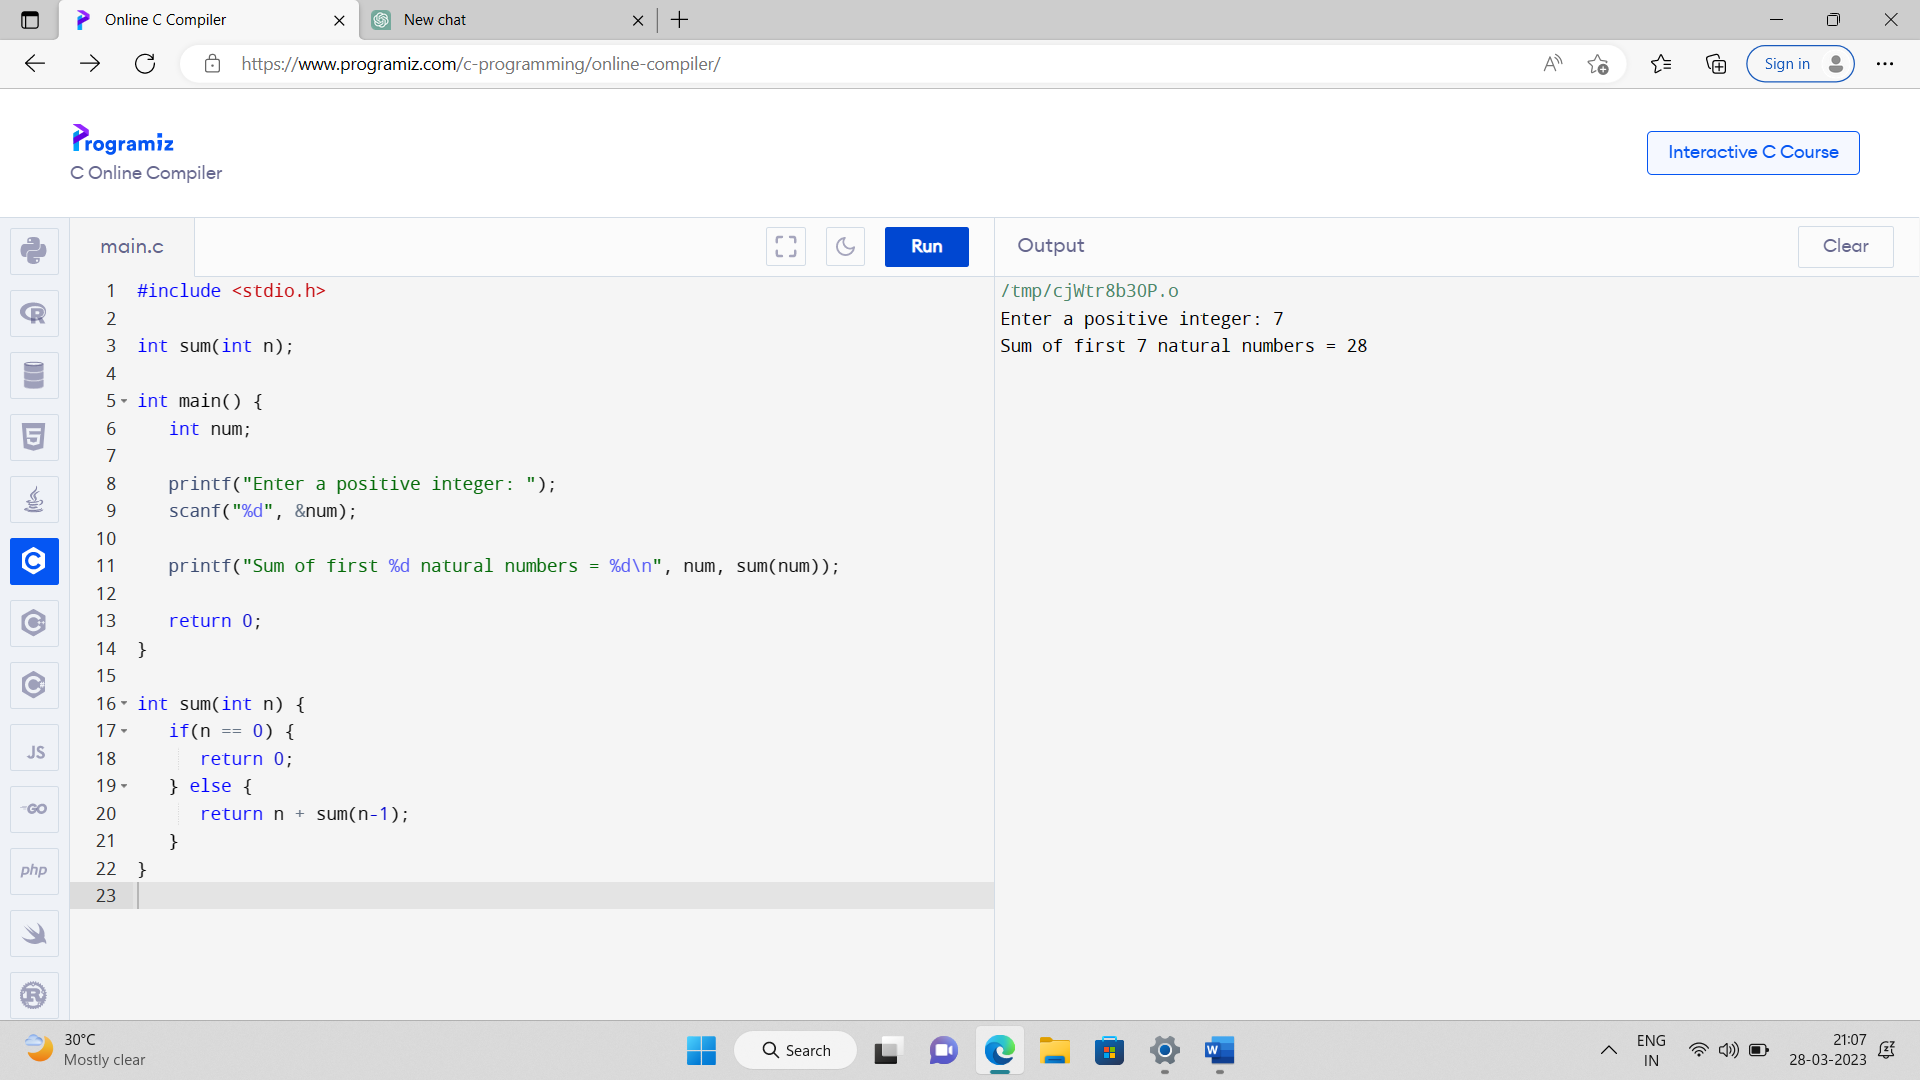 Online C Compiler
New chat
https://www.programiz.com/c-programming/online-compiler/
Sign in
Programiz
C Online Compiler
Interactive C Course
main.c
Run
Output
Clear
1 #include <stdio.h>
2
3 int sum(int n);
4
5 int main() {
6    int num;
7
8    printf("Enter a positive integer: ");
9    scanf("%d", &num);
10
11    printf("Sum of first %d natural numbers = %d\n", num, sum(num));
12
13    return 0;
14 }
15
16 int sum(int n) {
17    if(n == 0) {
18       return 0;
19    } else {
20       return n + sum(n-1);
21    }
22 }
23
/tmp/cjWtr8b3OP.o
Enter a positive integer: 7
Sum of first 7 natural numbers = 28
JS
GO
php
30°C
Mostly clear
Search
ENG
IN
21:07
28-03-2023